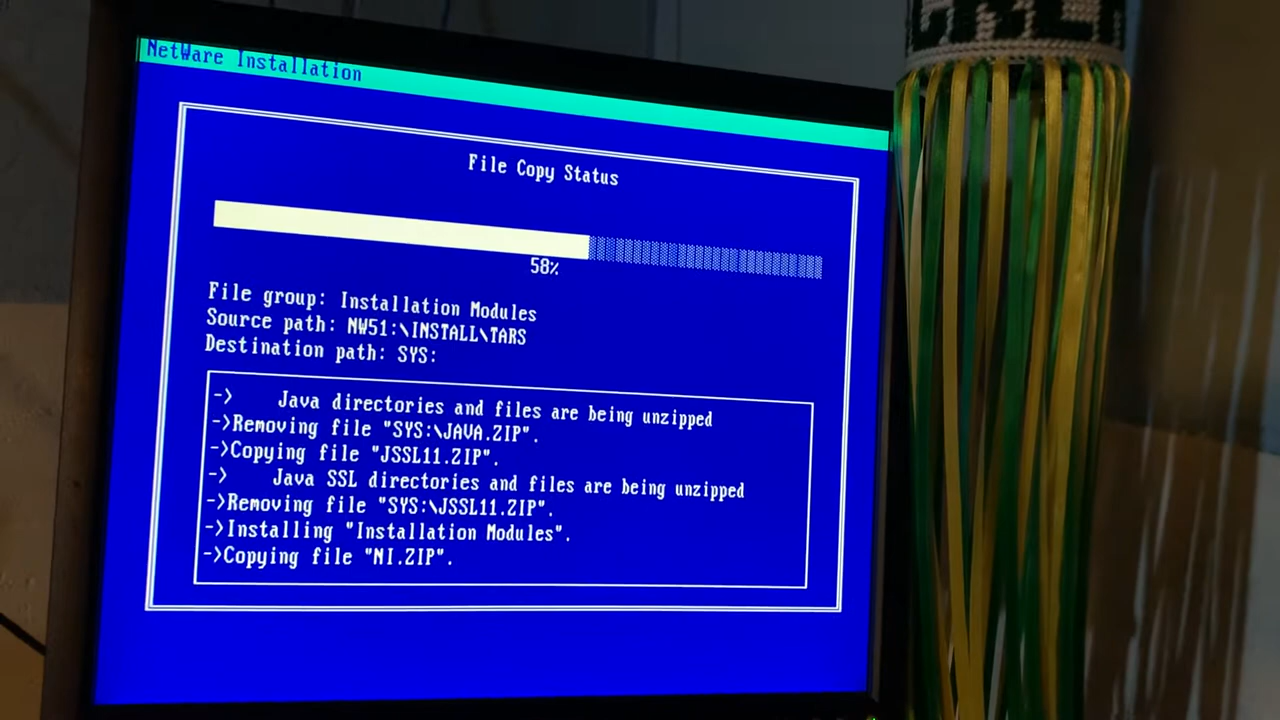 NetWare Installation
File Copy Status
58%
File group: Installation Modules
Source path: NW51:\INSTALL\TARS
Destination path: SYS:
->    Java directories and files are being unzipped
->Removing file "SYS:\JAVA.ZIP".
->Copying file "JSSL11.ZIP".
->    Java SSL directories and files are being unzipped
->Removing file "SYS:\JSSL11.ZIP".
->Installing "Installation Modules".
->Copying file "NI.ZIP".